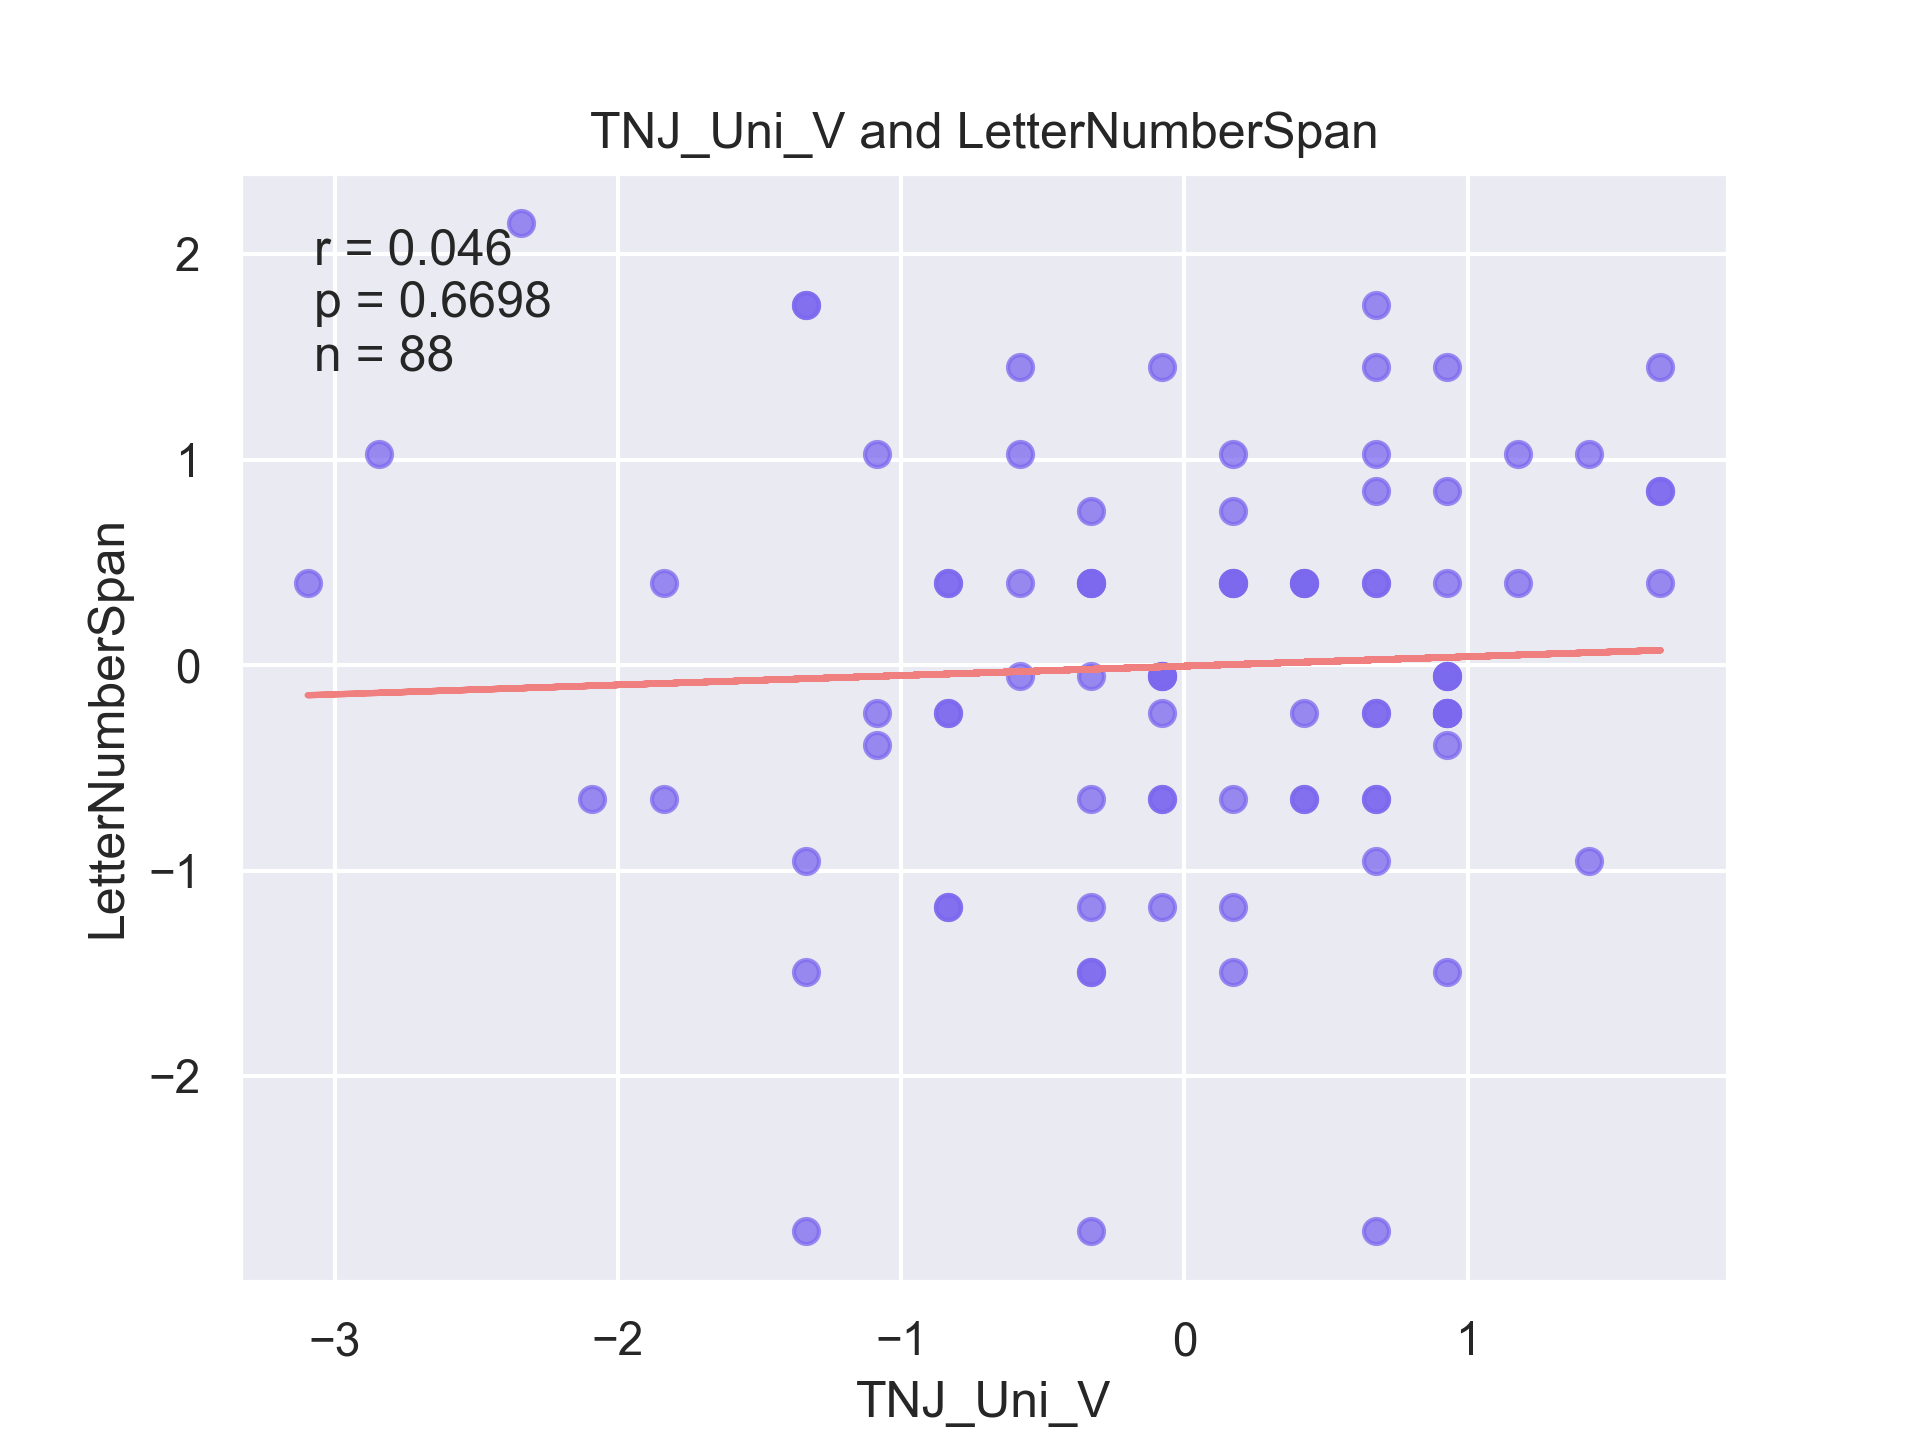 TNJ_Uni_V and LetterNumberSpan
r = 0.046
p = 0.6698
n = 88
2
1
0
−1
−2
LetterNumberSpan
−3
−2
−1
0
1
TNJ_Uni_V